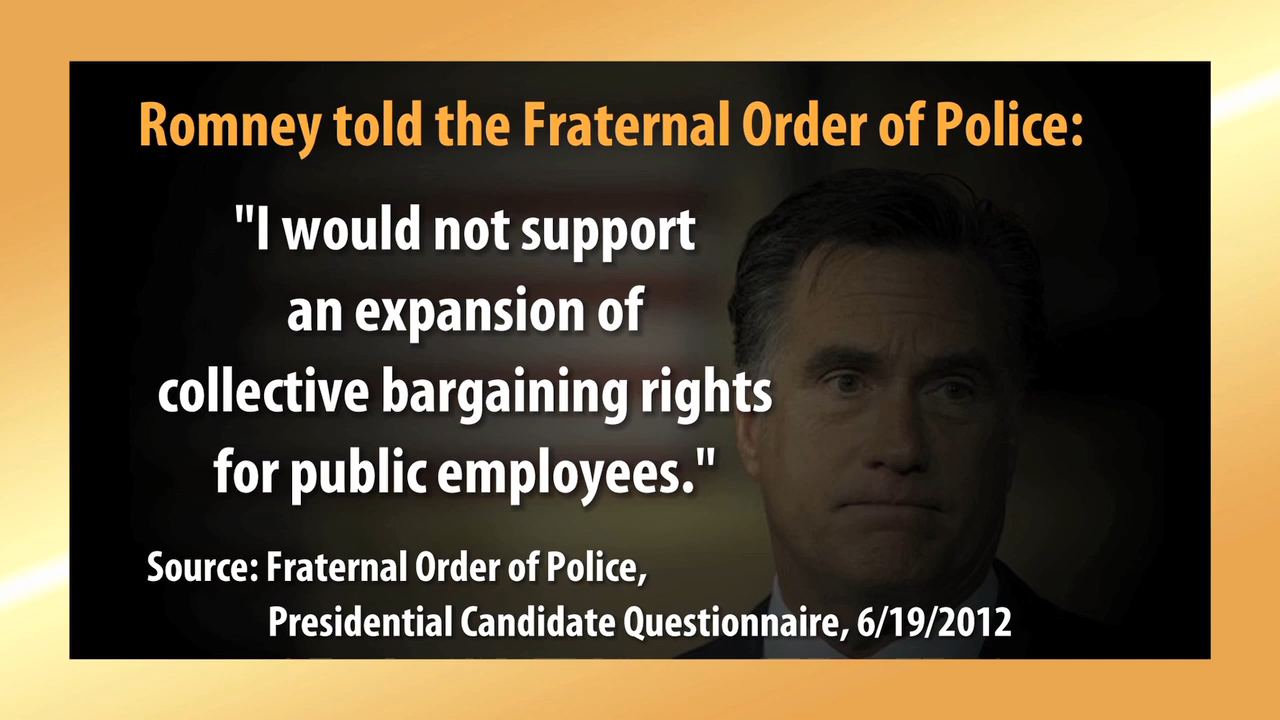 Romney told the Fraternal Order of Police:
"I would not support
an expansion of
collective bargaining rights
for public employees."
Source: Fraternal Order of Police,
Presidential Candidate Questionnaire, 6/19/2012